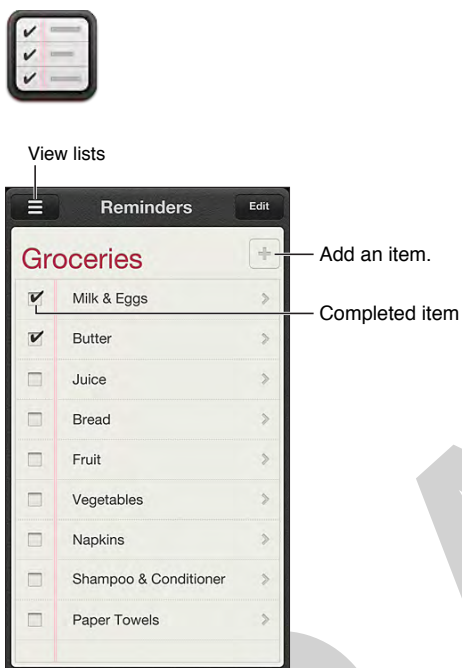 View lists
Reminders
Edit
Groceries
Add an item.
Milk & Eggs
Completed item
Butter
Juice
Bread
Fruit
Vegetables
Napkins
Shampoo & Conditioner
Paper Towels